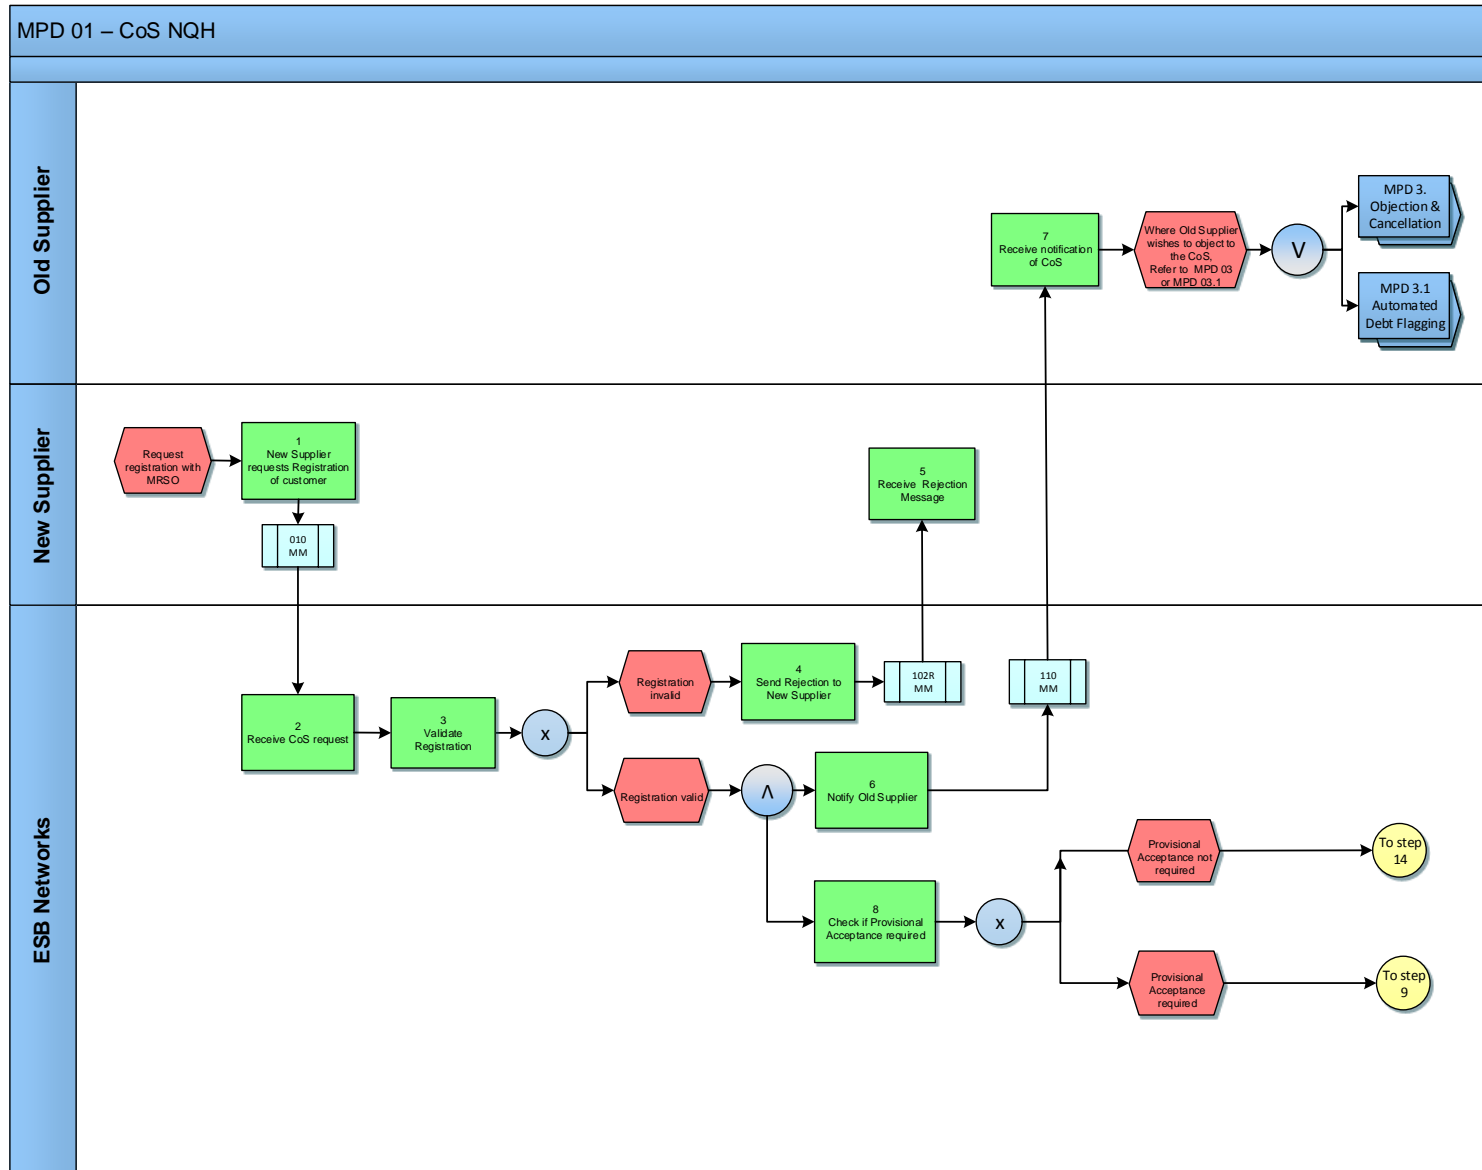 MPD 01 – CoS NQH
Old Supplier
7
Receive notification
of CoS
Where Old Supplier
wishes to object to
the CoS,
Refer to MPD 03
or MPD 03.1
V
MPD 3.
Objection &
Cancellation
MPD 3.1
Automated
Debt Flagging
New Supplier
Request
registration with
MRSO
1
New Supplier
requests Registration
of customer
010
MM
5
Receive Rejection
Message
ESB Networks
2
Receive CoS request
3
Validate
Registration
x
Registration
invalid
4
Send Rejection to
New Supplier
102R
MM
110
MM
Registration valid
Λ
6
Notify Old Supplier
8
Check if Provisional
Acceptance required
x
Provisional
Acceptance not
required
To step
14
Provisional
Acceptance
required
To step
9